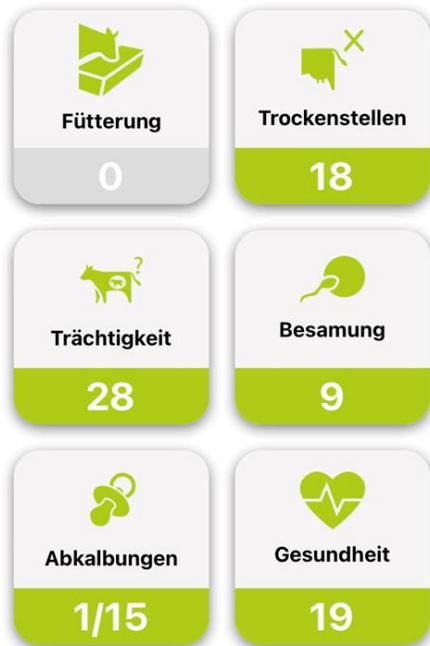 Fütterung
0
Trockenstellen
18
?
Trächtigkeit
28
Besamung
9
Abkalbungen
1/15
Gesundheit
19